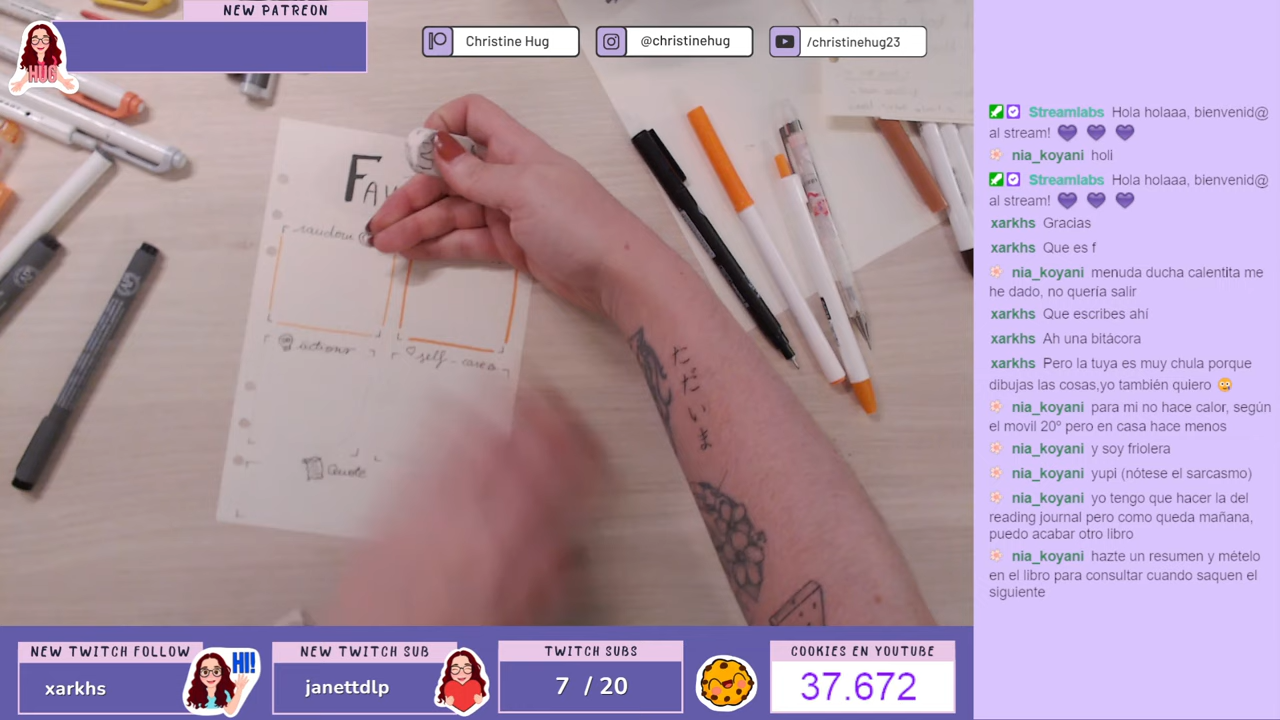 NEW PATREON
HUG
Christine Hug
@christinehug
/christinehug23
FAV
random
actions
self-care
Quote
ただいま
Streamlabs Hola holaaa, bienvenid@
al stream!
nia_koyani holi
Streamlabs Hola holaaa, bienvenid@
al stream!
xarkhs Gracias
xarkhs Que es f
nia_koyani menuda ducha calentita me
he dado, no quería salir
xarkhs Que escribes ahí
xarkhs Ah una bitácora
xarkhs Pero la tuya es muy chula porque
dibujas las cosas,yo también quiero
nia_koyani para mi no hace calor, según
el movil 20º pero en casa hace menos
nia_koyani y soy friolera
nia_koyani yupi (nótese el sarcasmo)
nia_koyani yo tengo que hacer la del
reading journal pero como queda mañana,
puedo acabar otro libro
nia_koyani hazte un resumen y mételo
en el libro para consultar cuando saquen el
siguiente
NEW TWITCH FOLLOW
xarkhs
HI!
NEW TWITCH SUB
janettdlp
TWITCH SUBS
7 / 20
COOKIES EN YOUTUBE
37.672